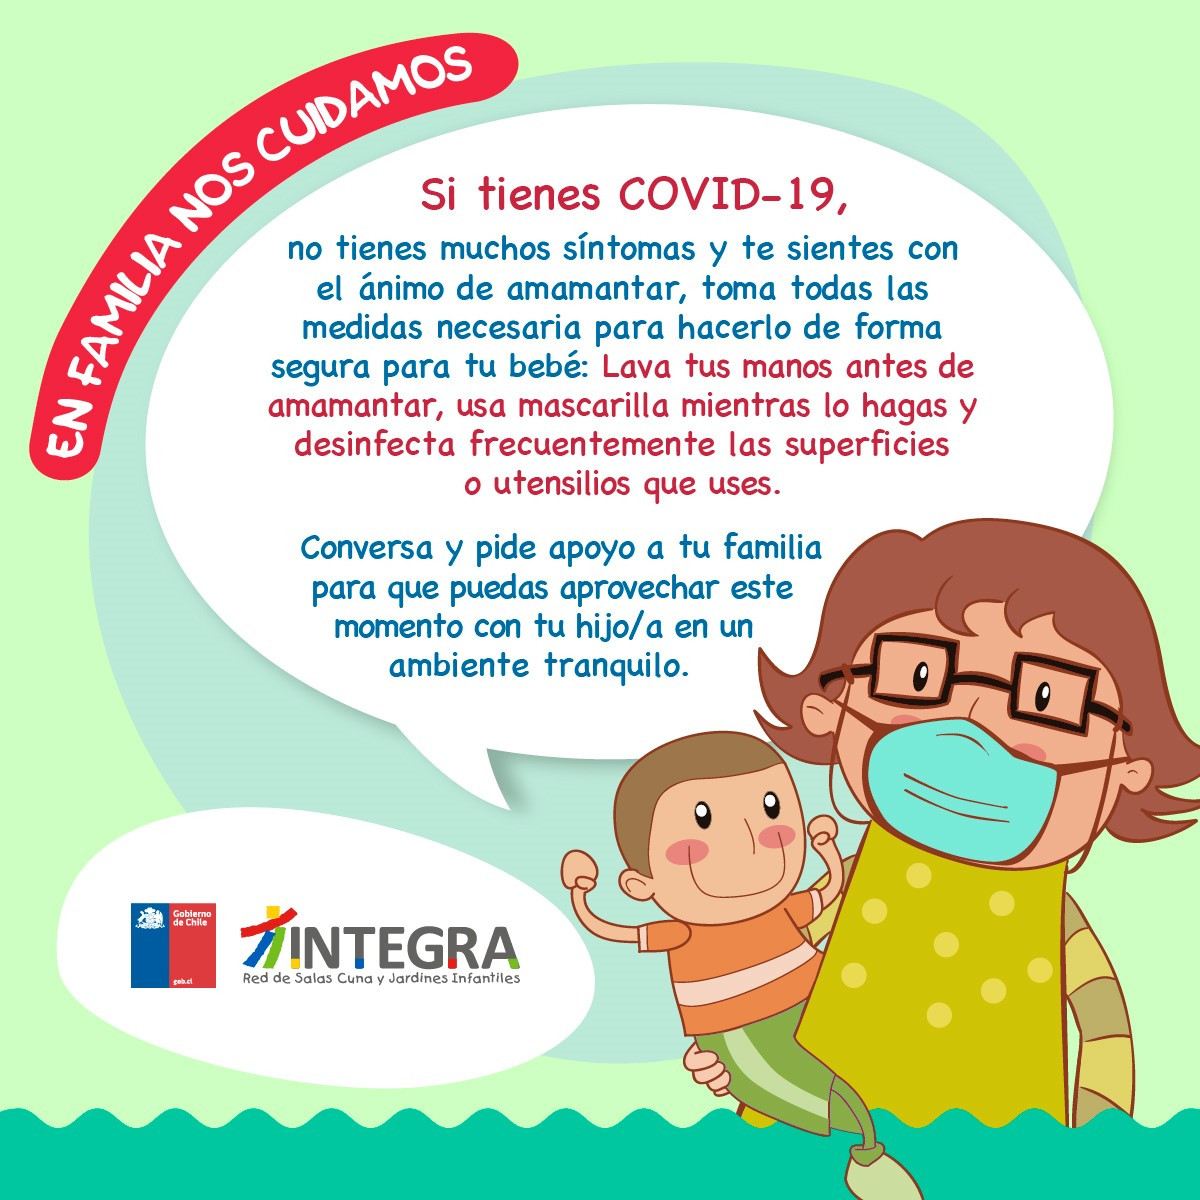 EN FAMILIA NOS CUIDAMOS
Si tienes COVID-19,
no tienes muchos síntomas y te sientes con
el ánimo de amamantar, toma todas las
medidas necesaria para hacerlo de forma
segura para tu bebé: Lava tus manos antes de
amamantar, usa mascarilla mientras lo hagas y
desinfecta frecuentemente las superficies
o utensilios que uses.
Conversa y pide apoyo a tu familia
para que puedas aprovechar este
momento con tu hijo/a en un
ambiente tranquilo.
Gobierno
de Chile
gob.cl
INTEGRA
Red de Salas Cuna y Jardines Infantiles